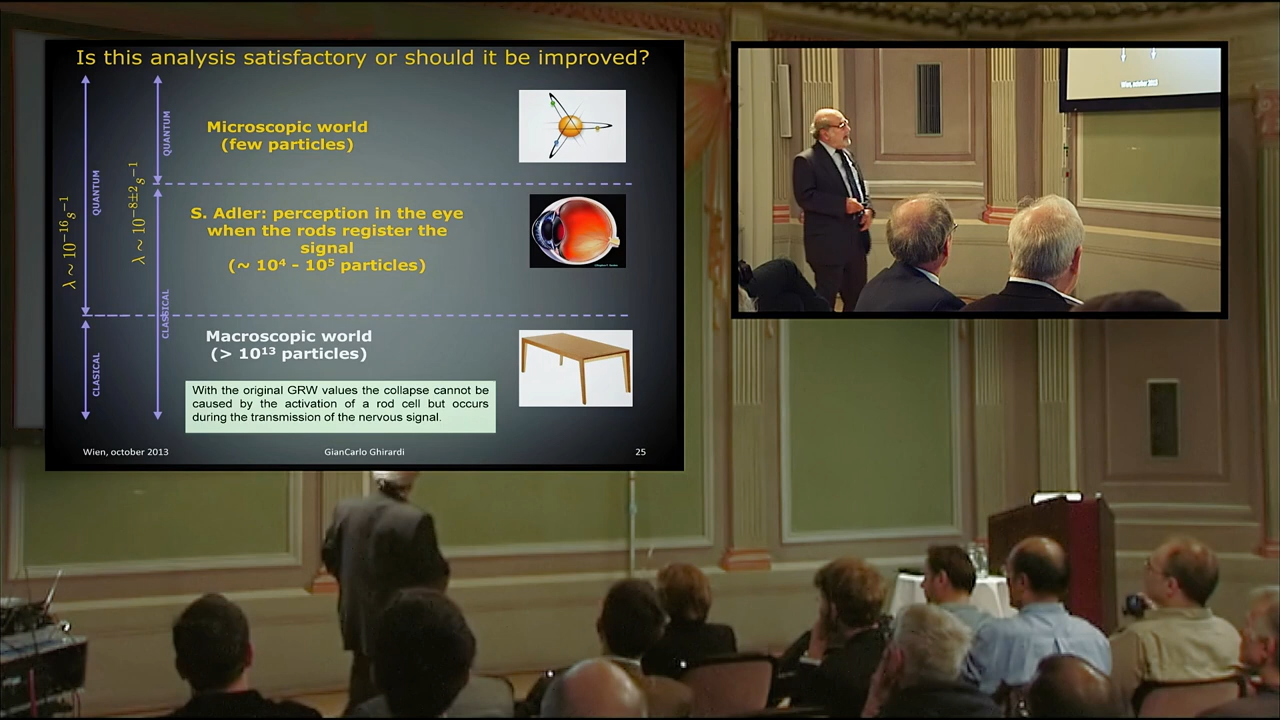 Is this analysis satisfactory or should it be improved?
QUANTUM
QUANTUM
λ ~ 10⁻¹⁶ s⁻¹
λ ~ 10⁻⁸±² s⁻¹
CLASICAL
CLASSICAL
Microscopic world
(few particles)
S. Adler: perception in the eye
when the rods register the
signal
(~ 10⁴ - 10⁵ particles)
Macroscopic world
(> 10¹³ particles)
With the original GRW values the collapse cannot be
caused by the activation of a rod cell but occurs
during the transmission of the nervous signal.
Wien, october 2013
GianCarlo Ghirardi
25
Wien, october 2013